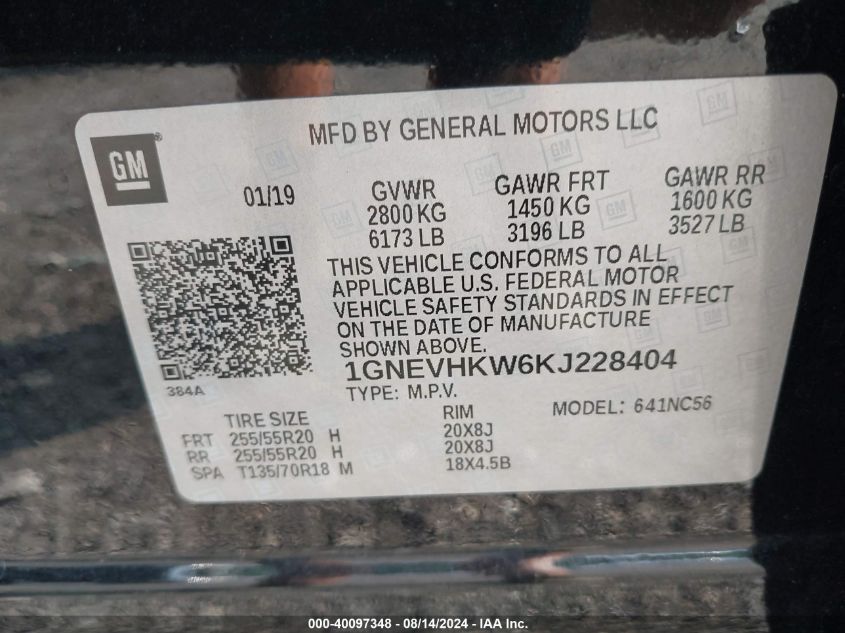 MFD BY GENERAL MOTORS LLC
GM
®
01/19
GVWR GAWR FRT GAWR RR
2800 KG 1450 KG 1600 KG
6173 LB 3196 LB 3527 LB
THIS VEHICLE CONFORMS TO ALL
APPLICABLE U.S. FEDERAL MOTOR
VEHICLE SAFETY STANDARDS IN EFFECT
ON THE DATE OF MANUFACTURE
SHOWN ABOVE.
384A
1GNEVHKW6KJ228404
TYPE: M.P.V. MODEL: 641NC56
TIRE SIZE RIM
FRT 255/55R20 H 20X8J
RR 255/55R20 H 20X8J
SPA T135/70R18 M 18X4.5B
000-40097348 - 08/14/2024 - IAA Inc.